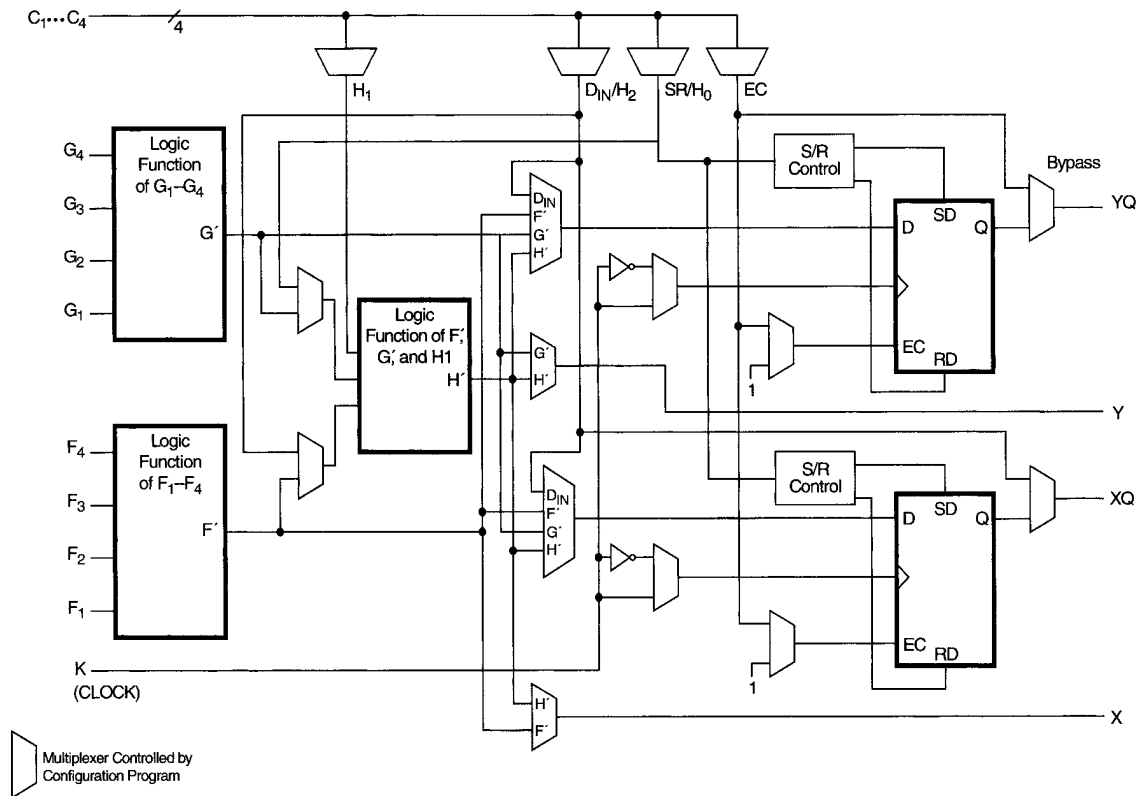 C1...C4
4
H1
DIN/H2
SR/H0
EC
Logic
Function
of G1–G4
G4
G3
G2
G1
G′
Logic
Function of F′,
G′, and H1
H′
DIN
F′
G′
H′
S/R
Control
Bypass
SD
D
Q
YQ
EC
RD
1
G′
H′
Y
Logic
Function
of F1–F4
F4
F3
F2
F1
F′
DIN
F′
G′
H′
S/R
Control
SD
D
Q
XQ
EC
RD
1
K
(CLOCK)
H′
F′
X
Multiplexer Controlled by
Configuration Program